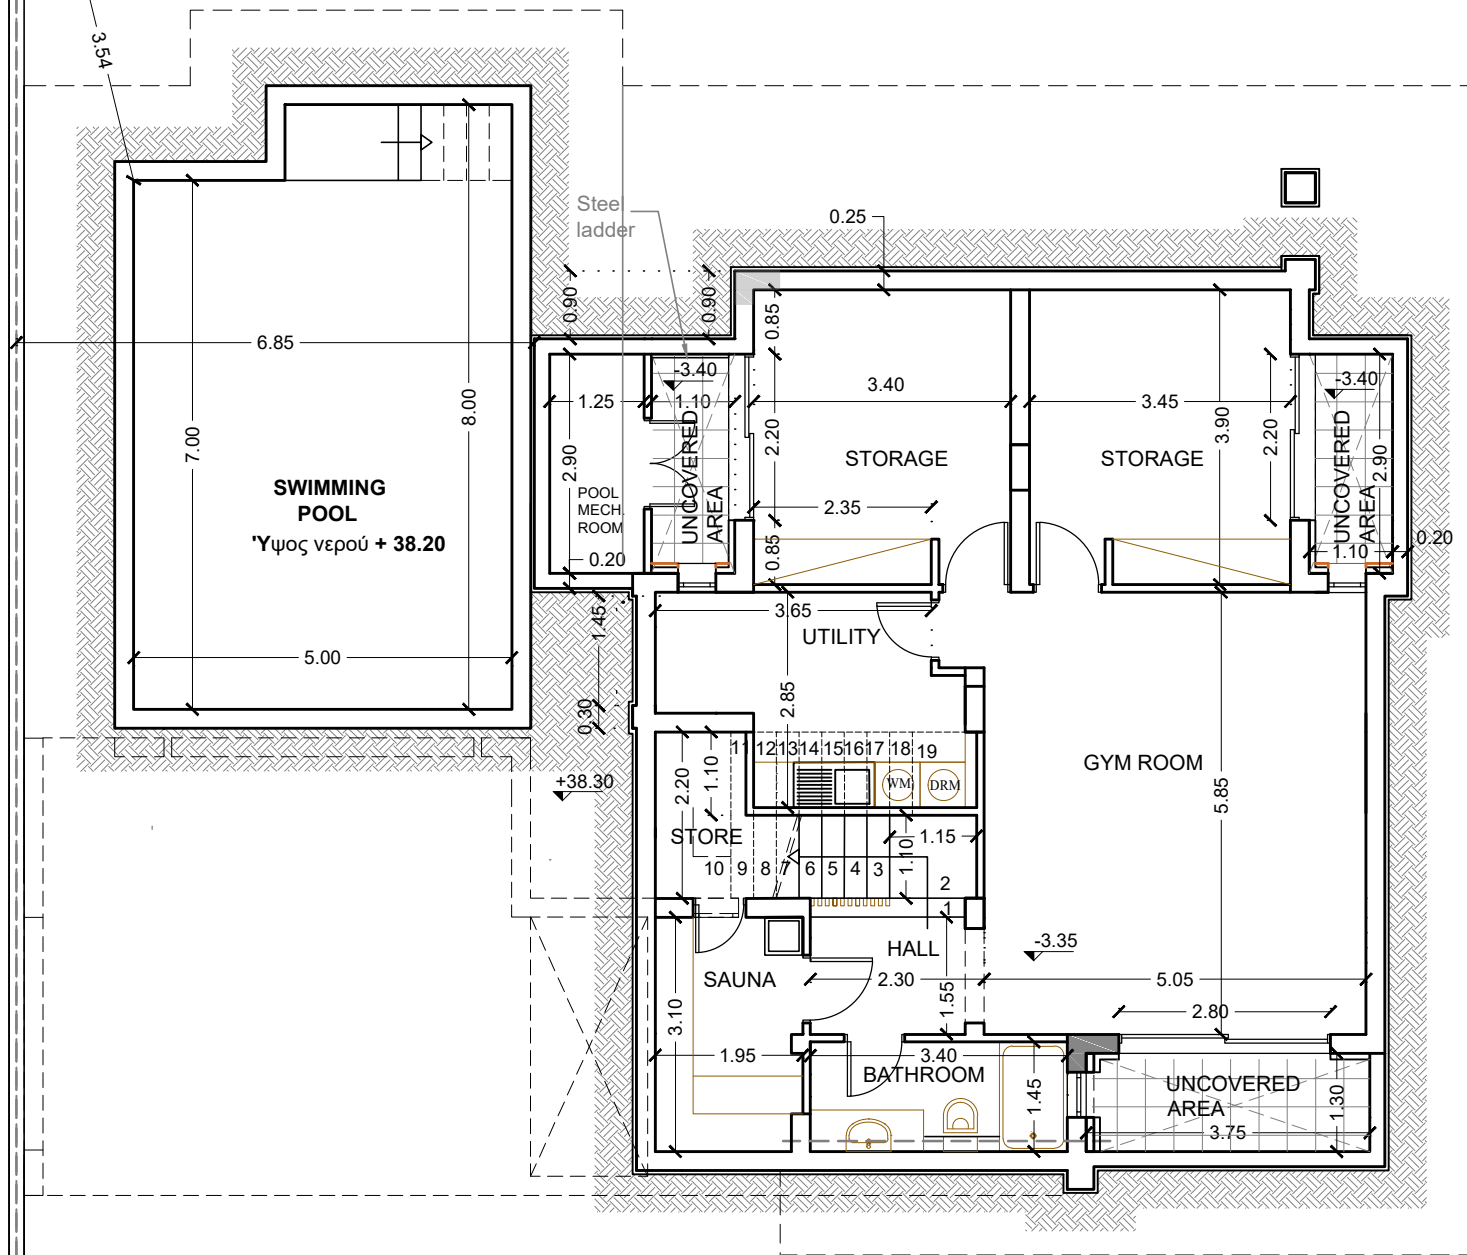 3.54
Steel
ladder
0.25
0.90
0.90
0.85
6.85
-3.40
-3.40
1.25
1.10
3.40
3.45
3.90
2.20
2.20
8.00
7.00
2.90
2.90
UNCOVERED
AREA
UNCOVERED
AREA
STORAGE
STORAGE
SWIMMING
POOL
'Υψος νερού + 38.20
POOL
MECH.
ROOM
2.35
0.20
0.85
1.10
0.20
1.45
3.65
UTILITY
5.00
2.85
0.30
11 12 13 14 15 16 17 18 19
GYM ROOM
+38.30
2.20
1.10
WM
DRM
5.85
STORE
1.15
1.10
10 9 8 7 6 5 4 3
2
1
HALL
-3.35
SAUNA
2.30
5.05
1.55
3.10
2.80
1.95
3.40
BATHROOM
1.45
UNCOVERED
AREA
1.30
3.75